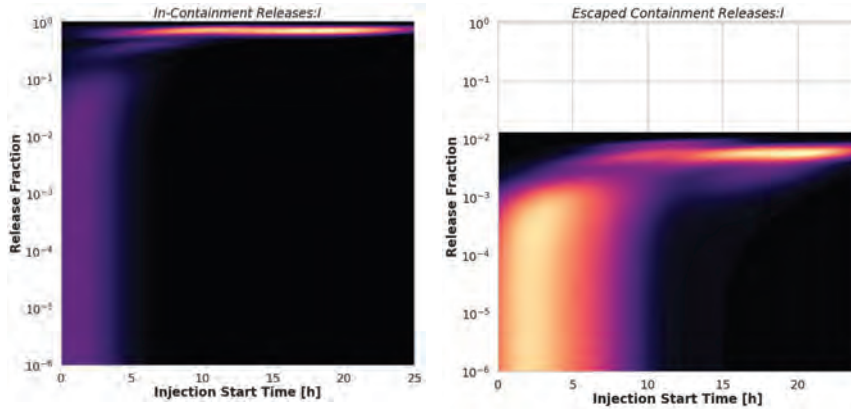 In-Containment Releases:I
10⁰
10⁻¹
10⁻²
10⁻³
10⁻⁴
10⁻⁵
10⁻⁶
Release Fraction
0 5 10 15 20 25
Injection Start Time [h]
Escaped Containment Releases:I
10⁰
10⁻¹
10⁻²
10⁻³
10⁻⁴
10⁻⁵
10⁻⁶
Release Fraction
0 5 10 15 20
Injection Start Time [h]